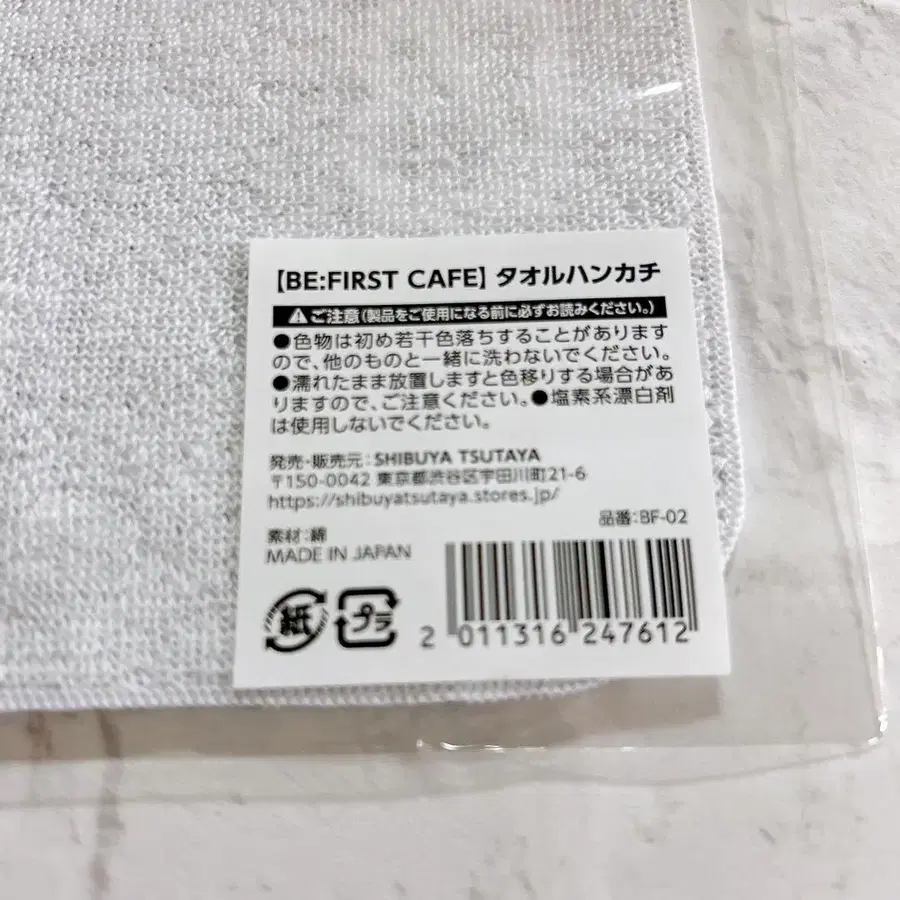 【BE:FIRST CAFE】タオルハンカチ
⚠ご注意(製品をご使用になる前に必ずお読みください。)
●色物は初め若干色落ちすることがあります
ので、他のものと一緒に洗わないでください。
●濡れたまま放置しますと色移りする場合があ
りますので、ご注意ください。●塩素系漂白剤
は使用しないでください。
発売・販売元:SHIBUYA TSUTAYA
〒150-0042 東京都渋谷区宇田川町21-6
https://shibuyatsutaya.stores.jp/
品番:BF-02
素材:綿
MADE IN JAPAN
紙 プラ
2 011316 247612